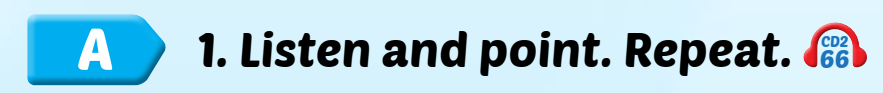 A 1. Listen and point. Repeat. CD2 66